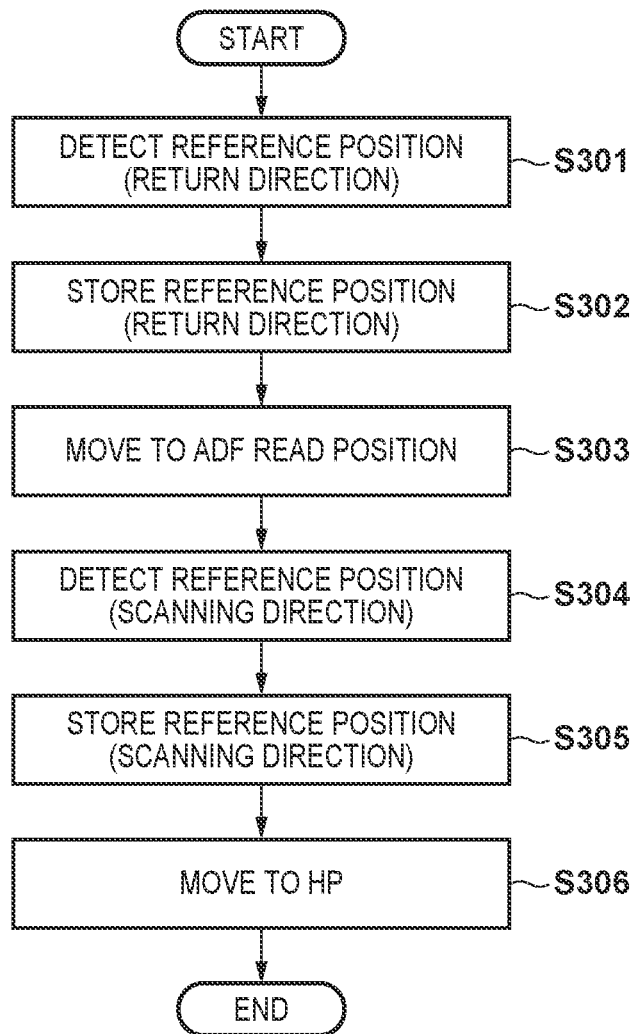 START
DETECT REFERENCE POSITION
(RETURN DIRECTION)
S301
STORE REFERENCE POSITION
(RETURN DIRECTION)
S302
MOVE TO ADF READ POSITION
S303
DETECT REFERENCE POSITION
(SCANNING DIRECTION)
S304
STORE REFERENCE POSITION
(SCANNING DIRECTION)
S305
MOVE TO HP
S306
END